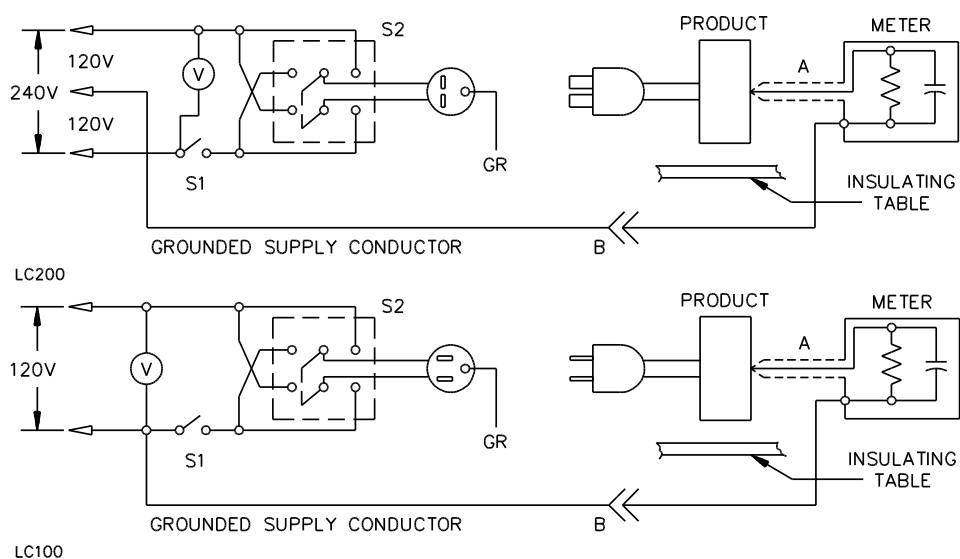 S2
PRODUCT
METER
120V
V
A
240V
120V
GR
S1
INSULATING
TABLE
GROUNDED SUPPLY CONDUCTOR
B
LC200
S2
PRODUCT
METER
A
120V
V
GR
S1
INSULATING
TABLE
GROUNDED SUPPLY CONDUCTOR
B
LC100